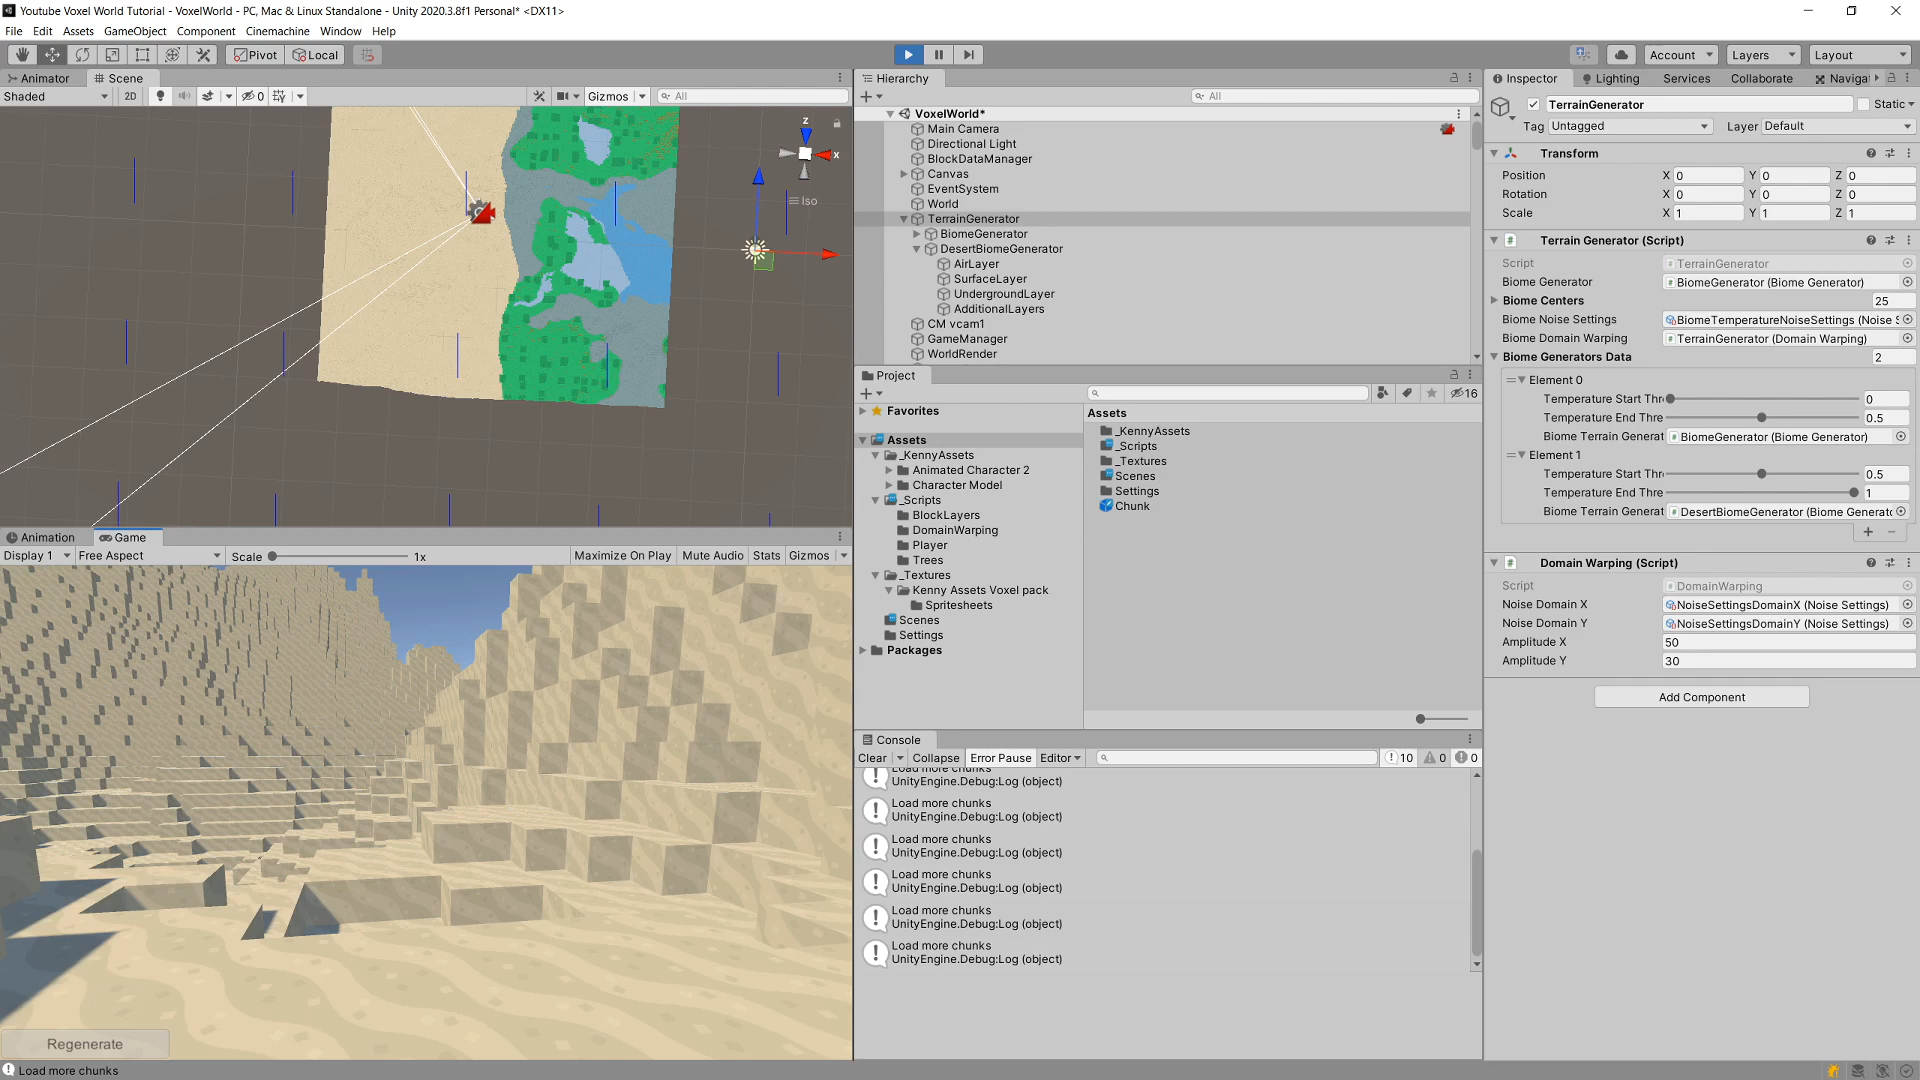 Youtube Voxel World Tutorial - VoxelWorld - PC, Mac & Linux Standalone - Unity 2020.3.8f1 Personal* <DX11>
File Edit Assets GameObject Component Cinemachine Window Help
Pivot Local Account Layers Layout
Animator Scene
Shaded 2D 0 Gizmos All
z
x
Iso
Animation Game
Display 1 Free Aspect Scale 1x Maximize On Play Mute Audio Stats Gizmos
Regenerate
Load more chunks
Hierarchy
All
VoxelWorld*
Main Camera
Directional Light
BlockDataManager
Canvas
EventSystem
World
TerrainGenerator
BiomeGenerator
DesertBiomeGenerator
AirLayer
SurfaceLayer
UndergroundLayer
AdditionalLayers
CM vcam1
GameManager
WorldRender
Project
16
Favorites
Assets
_KennyAssets
Animated Character 2
Character Model
_Scripts
BlockLayers
DomainWarping
Player
Trees
_Textures
Kenny Assets Voxel pack
Spritesheets
Scenes
Settings
Packages
Assets
_KennyAssets
_Scripts
_Textures
Scenes
Settings
Chunk
Console
Clear Collapse Error Pause Editor 10 0 0
Load more chunks
UnityEngine.Debug:Log (object)
Load more chunks
UnityEngine.Debug:Log (object)
Load more chunks
UnityEngine.Debug:Log (object)
Load more chunks
UnityEngine.Debug:Log (object)
Load more chunks
UnityEngine.Debug:Log (object)
Load more chunks
UnityEngine.Debug:Log (object)
Inspector Lighting Services Collaborate Navigat
TerrainGenerator Static
Tag Untagged Layer Default
Transform
Position X 0 Y 0 Z 0
Rotation X 0 Y 0 Z 0
Scale X 1 Y 1 Z 1
Terrain Generator (Script)
Script TerrainGenerator
Biome Generator BiomeGenerator (Biome Generator)
Biome Centers 25
Biome Noise Settings BiomeTemperatureNoiseSettings (Noise S
Biome Domain Warping TerrainGenerator (Domain Warping)
Biome Generators Data 2
Element 0
Temperature Start Thre 0
Temperature End Thre 0.5
Biome Terrain Generat BiomeGenerator (Biome Generator)
Element 1
Temperature Start Thre 0.5
Temperature End Thre 1
Biome Terrain Generat DesertBiomeGenerator (Biome Generato
Domain Warping (Script)
Script DomainWarping
Noise Domain X NoiseSettingsDomainX (Noise Settings)
Noise Domain Y NoiseSettingsDomainY (Noise Settings)
Amplitude X 50
Amplitude Y 30
Add Component